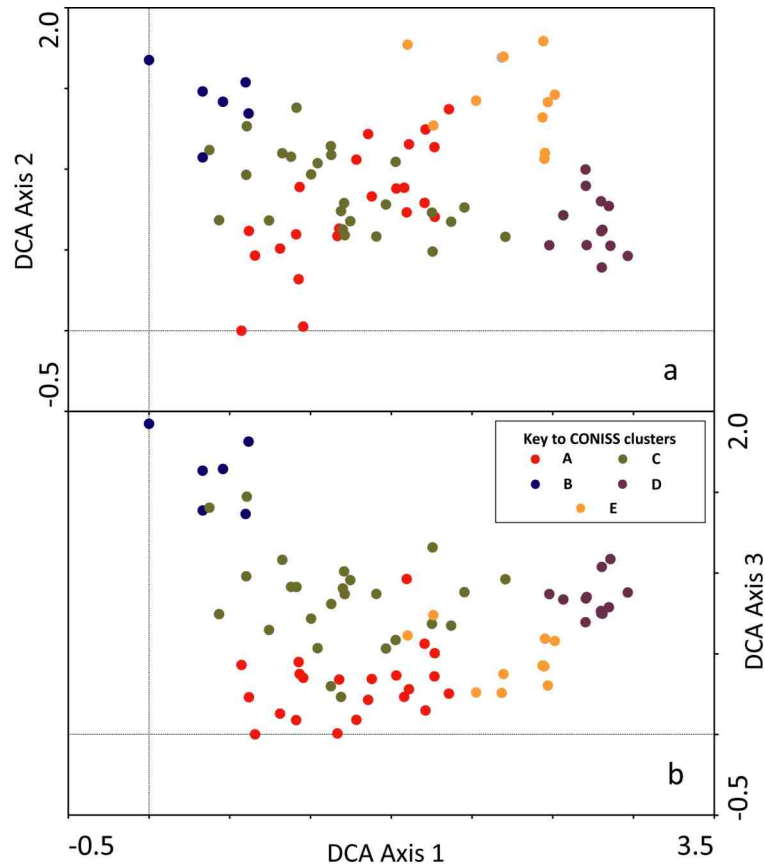 2.0
DCA Axis 2
-0.5
a
2.0
Key to CONISS clusters
A
C
B
D
E
DCA Axis 3
-0.5
b
-0.5
DCA Axis 1
3.5